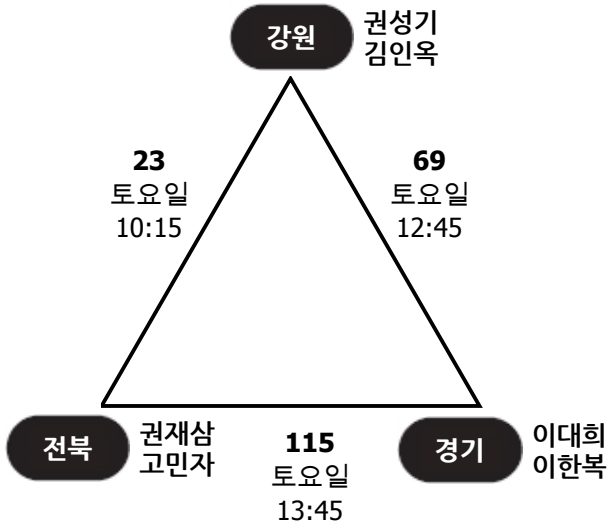 강원
권성기
김인옥
23
토요일
10:15
69
토요일
12:45
전북
권재삼
고민자
115
토요일
13:45
경기
이대희
이한복